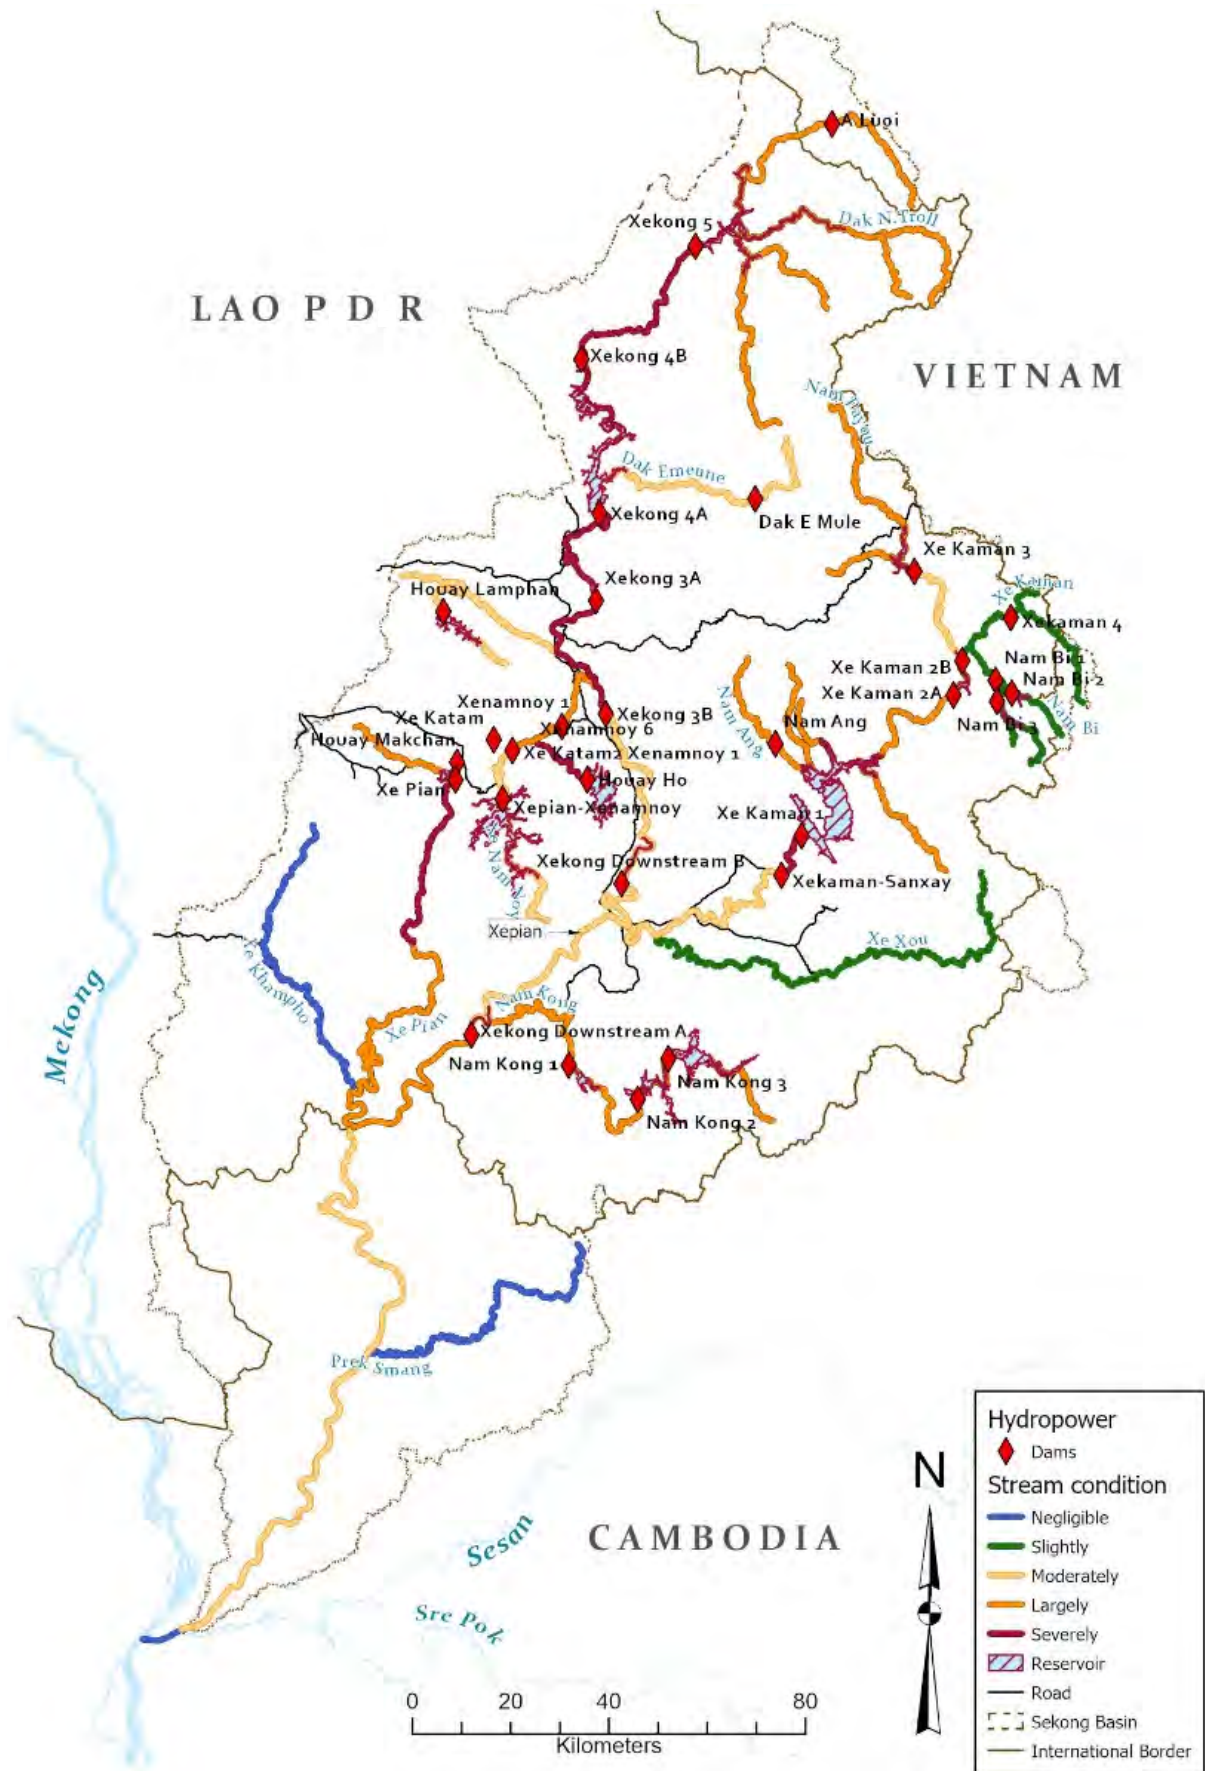 A Luoi
Xekong 5
Dak N.Troll
LAO P D R
Xekong 4B
VIETNAM
Dak Emeune
Xekong 4A
Dak E Mule
Xe Kaman 3
Xekong 3A
Houay Lamphan
Xe Kaman
Xekaman 4
Xe Kaman 2B
Nam Bi 1
Nam Bi 2
Xe Kaman 2A
Nam Bi 3
Nam Bi
Xenamnoy 1
Xe Katam
Xekong 3B
Nam Ang
Nam Ang
Houay Makchan
Xenamnoy 6
Xe Katam2 Xenamnoy 1
Xe Pian
Houay Ho
Xepian-Xenamnoy
Xe Kaman 1
Xe Nam Noy
Xekong Downstream B
Xekaman-Sanxay
Xepian
Xe Xou
Xe Khampho
Mekong
Nam Kong
Xe Pian
Xekong Downstream A
Nam Kong 1
Nam Kong 3
Nam Kong 2
Prek Smang
Sesan
CAMBODIA
Sre Pok
0 20 40 80
Kilometers
N
Hydropower
Dams
Stream condition
Negligible
Slightly
Moderately
Largely
Severely
Reservoir
Road
Sekong Basin
International Border